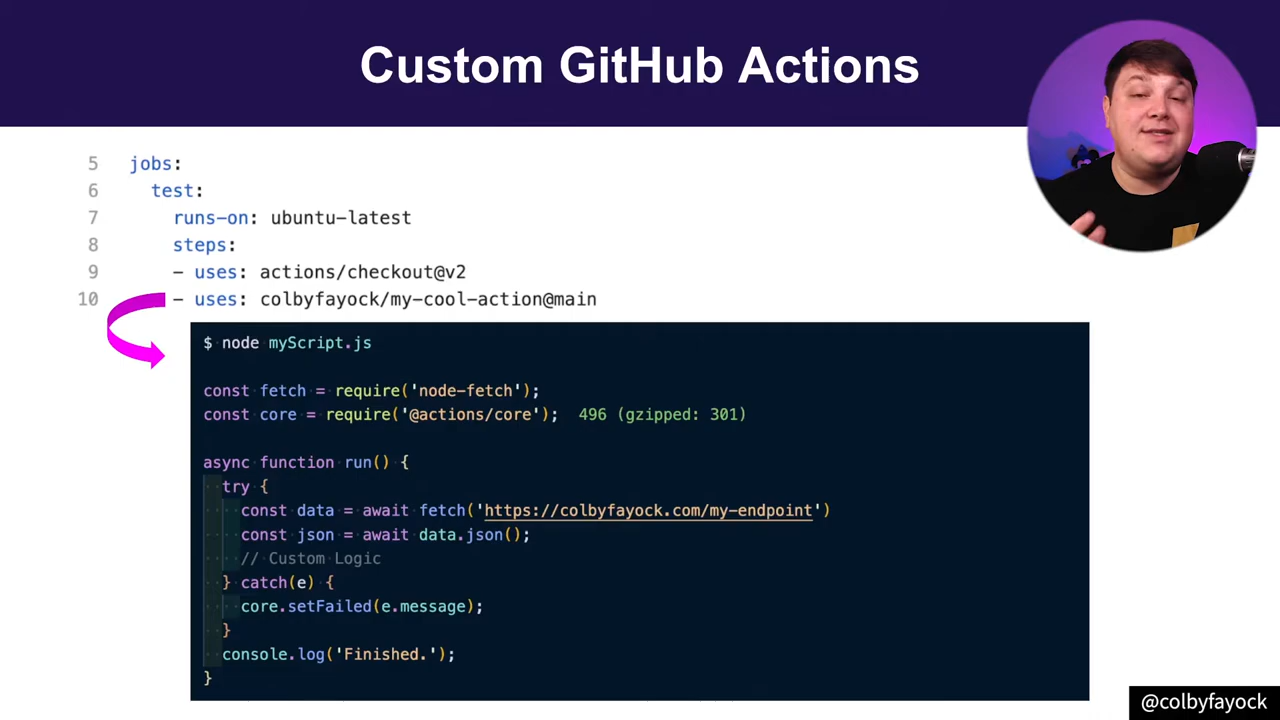 Custom GitHub Actions
5 jobs:
6 test:
7 runs-on: ubuntu-latest
8 steps:
9 - uses: actions/checkout@v2
10 - uses: colbyfayock/my-cool-action@main
$ node myScript.js
const fetch = require('node-fetch');
const core = require('@actions/core'); 496 (gzipped: 301)
async function run() {
try {
const data = await fetch('https://colbyfayock.com/my-endpoint')
const json = await data.json();
// Custom Logic
} catch(e) {
core.setFailed(e.message);
}
console.log('Finished.');
}
@colbyfayock